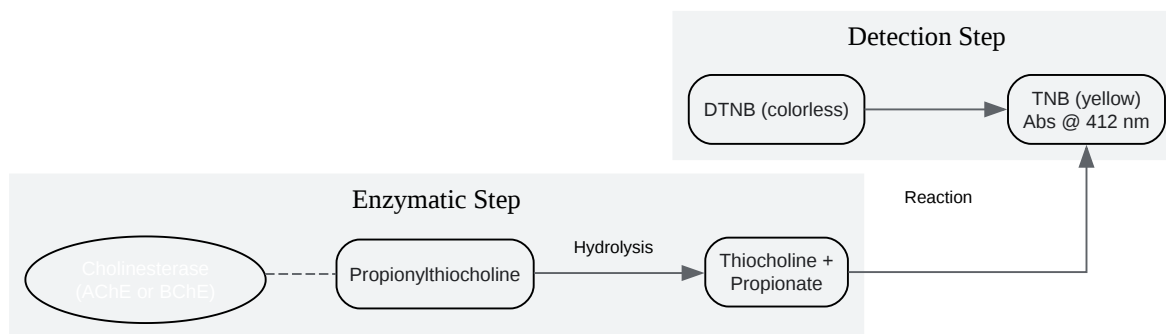 Detection Step
DTNB (colorless)
TNB (yellow)
Abs @ 412 nm
Reaction
Enzymatic Step
Cholinesterase
(AChE or BChE)
Propionylthiocholine
Hydrolysis
Thiocholine +
Propionate